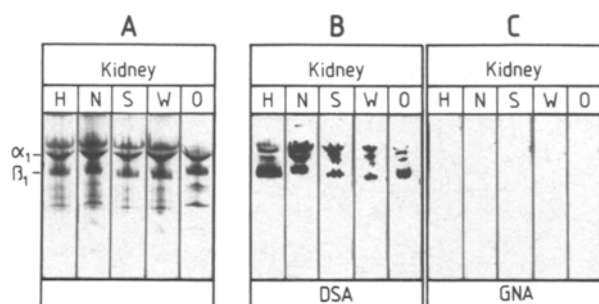 A B C
Kidney Kidney Kidney
H N S W O H N S W O H N S W O
α₁
β₁
DSA GNA